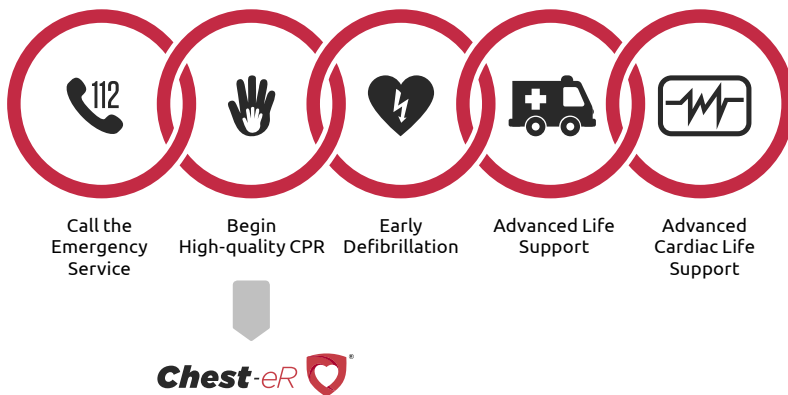 112
Call the
Emergency
Service
Begin
High-quality CPR
Early
Defibrillation
Advanced Life
Support
Advanced
Cardiac Life
Support
Chest-eR ®